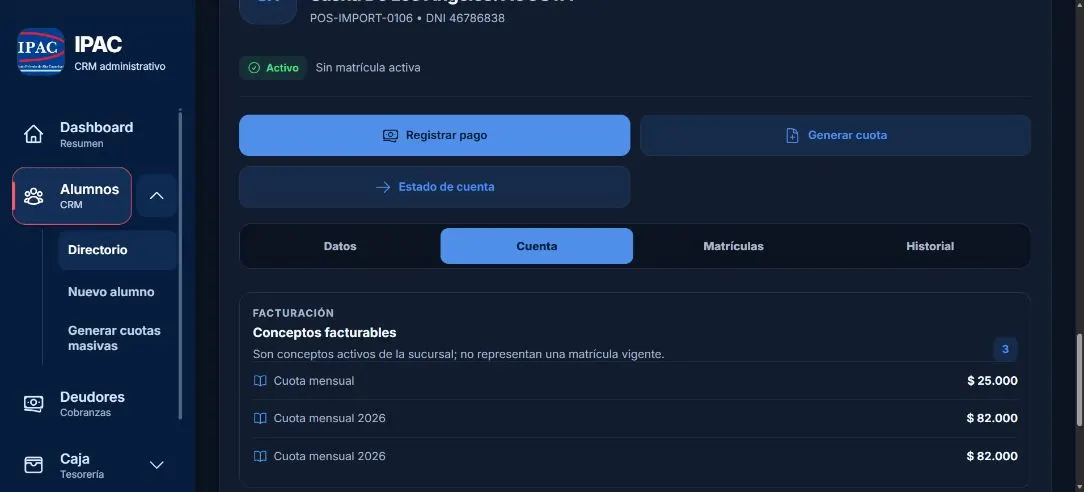 IPAC
IPAC
CRM administrativo
Dashboard
Resumen
Alumnos
CRM
Directorio
Nuevo alumno
Generar cuotas
masivas
Deudores
Cobranzas
Caja
Tesorería
POS-IMPORT-0106 • DNI 46786838
Activo
Sin matrícula activa
Registrar pago
Generar cuota
Estado de cuenta
Datos
Cuenta
Matrículas
Historial
FACTURACIÓN
Conceptos facturables
Son conceptos activos de la sucursal; no representan una matrícula vigente.
3
Cuota mensual
$ 25.000
Cuota mensual 2026
$ 82.000
Cuota mensual 2026
$ 82.000